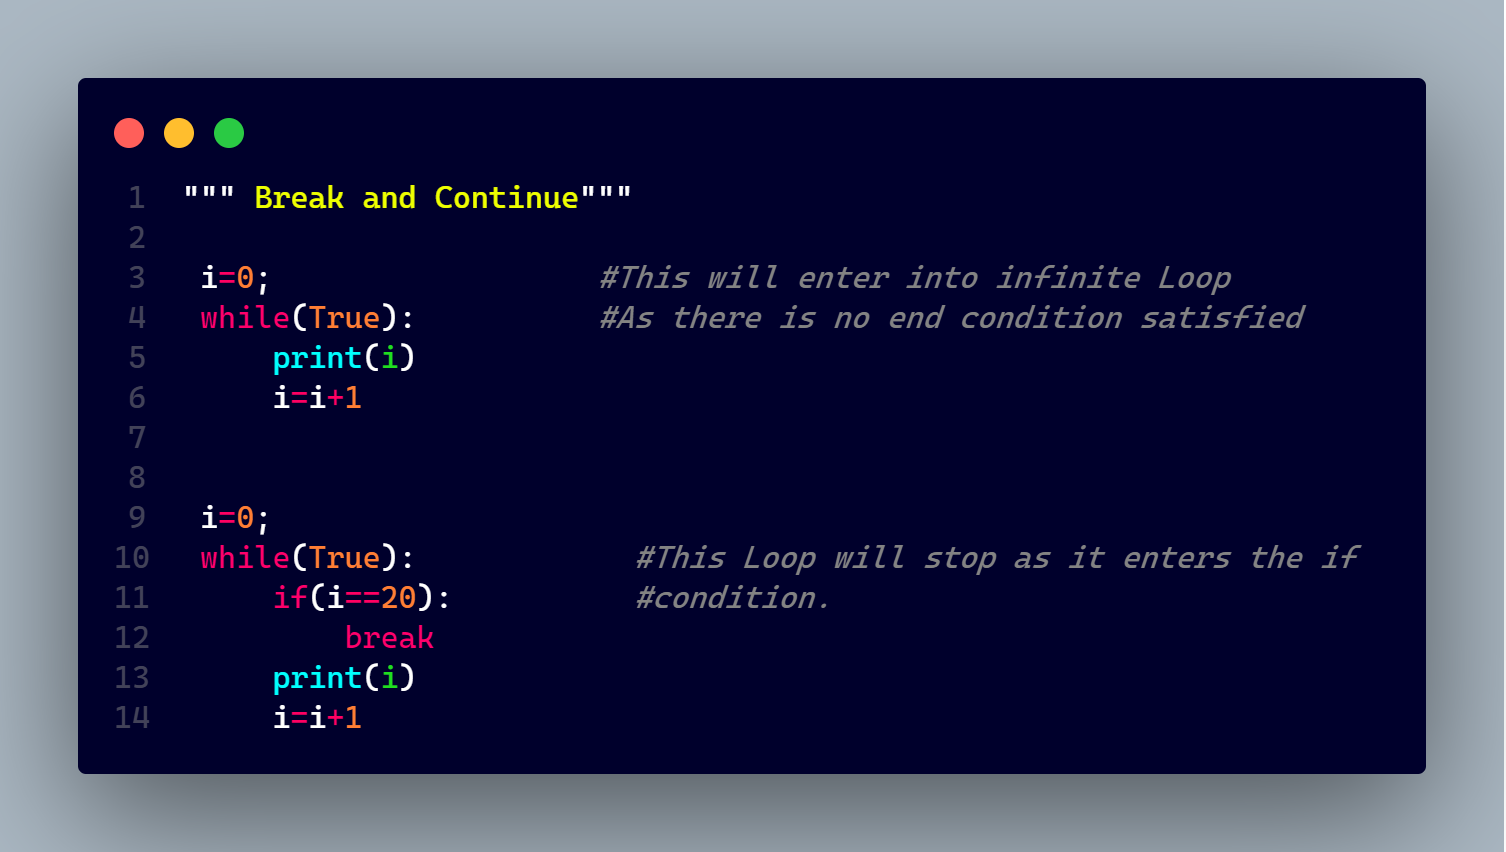 1 """ Break and Continue"""
2
3 i=0; #This will enter into infinite Loop
4 while(True): #As there is no end condition satisfied
5 print(i)
6 i=i+1
7
8
9 i=0;
10 while(True): #This Loop will stop as it enters the if
11 if(i==20): #condition.
12 break
13 print(i)
14 i=i+1